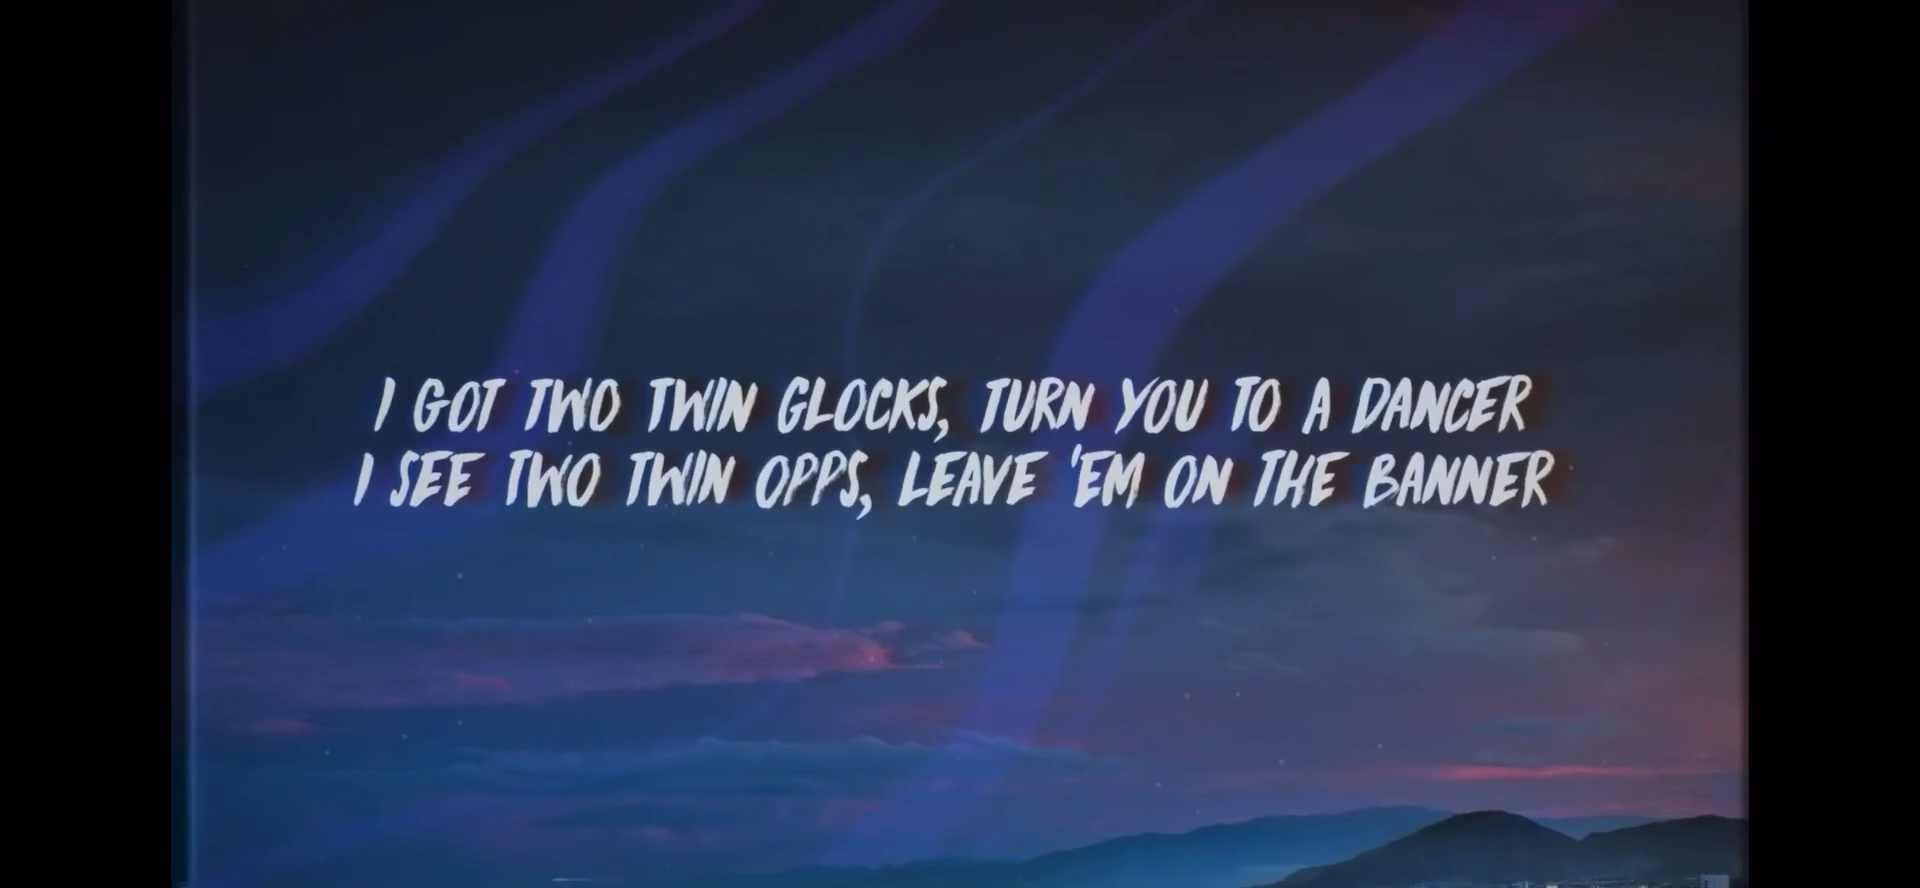 I GOT TWO TWIN GLOCKS, TURN YOU TO A DANCER
I SEE TWO TWIN OPPS, LEAVE 'EM ON THE BANNER